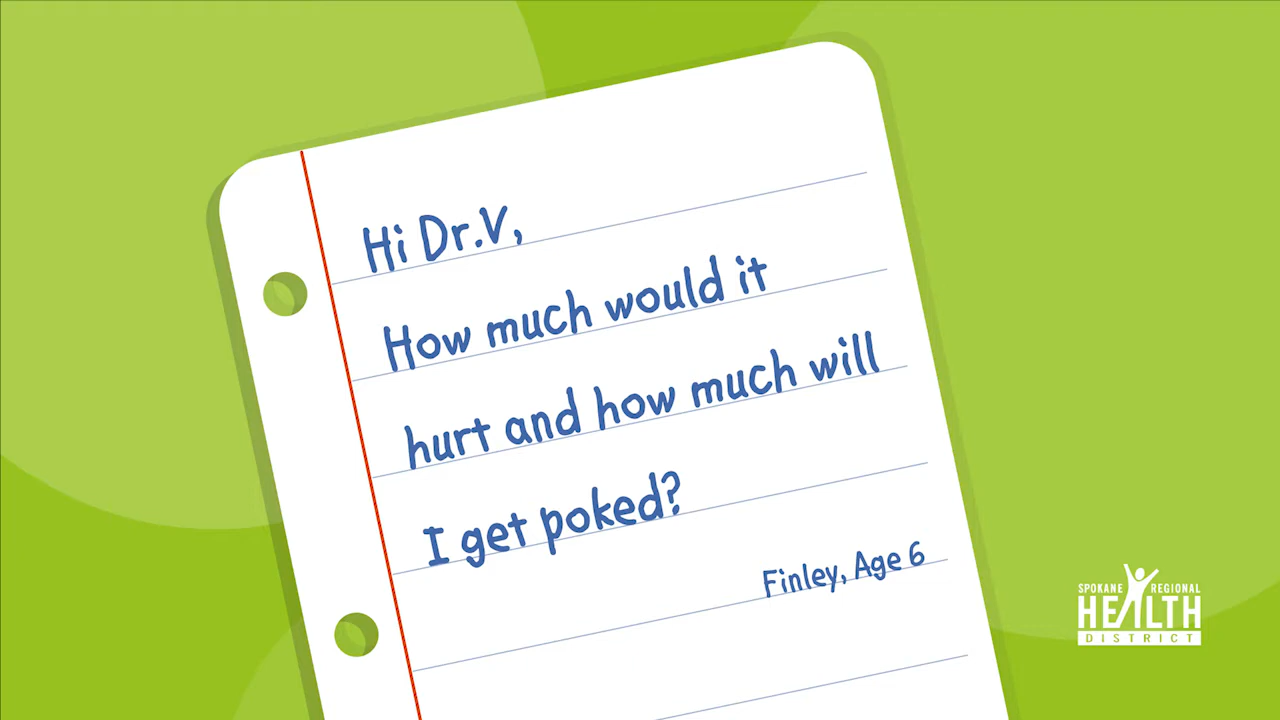 Hi Dr.V,
How much would it
hurt and how much will
I get poked?
Finley, Age 6
SPOKANE REGIONAL
HEALTH
DISTRICT